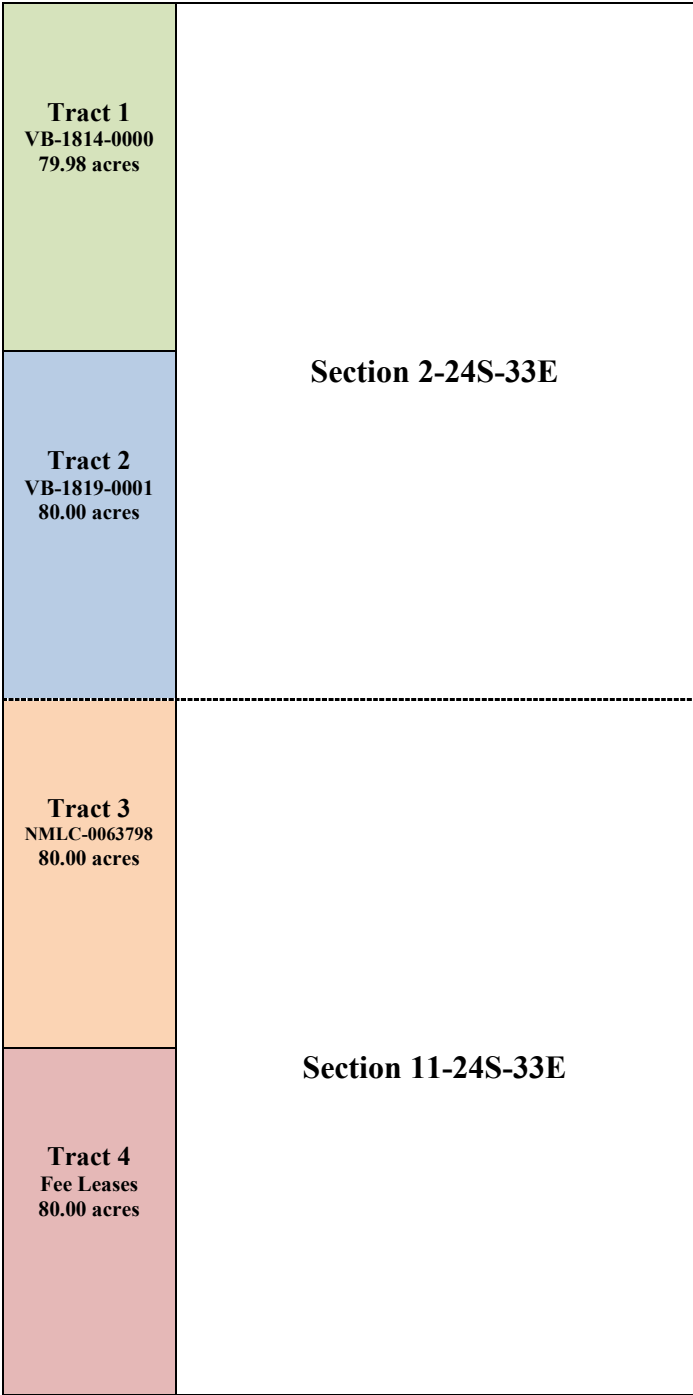 Tract 1
VB-1814-0000
79.98 acres
Section 2-24S-33E
Tract 2
VB-1819-0001
80.00 acres
Tract 3
NMLC-0063798
80.00 acres
Section 11-24S-33E
Tract 4
Fee Leases
80.00 acres